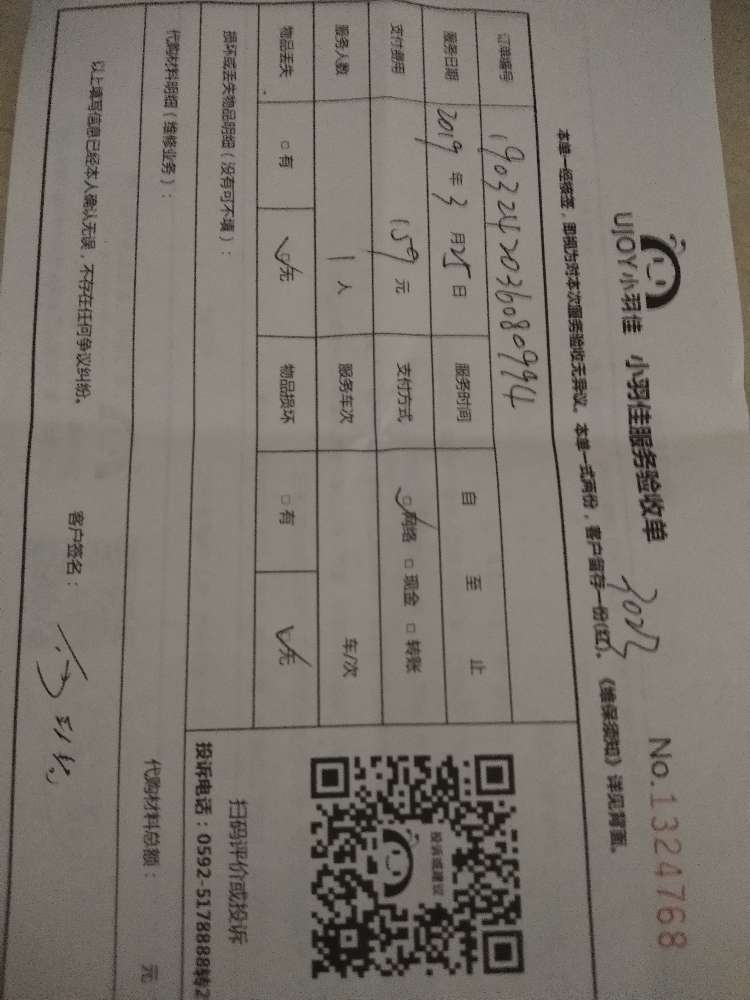 UJOY小羽佳 小羽佳服务验收单 No.1324768
本单一经签签，即视为对本次服务验收无异议。本单一式两份，客户留存一份(红)。《维保须知》详见背面。
订单编号
服务日期 2019 年 3 月 25 日 服务时间 自 至 止
支付费用 159 元 支付方式 □网络 □现金 □转账
服务人数 1 人 服务车次 车/次
物品丢失 □有 □无 物品损坏 □有 □无
损坏或丢失物品明细（没有可不填）：
投诉或建议
扫码评价或投诉
投诉电话：0592-5178888转2
代购材料明细（维修业务）：
代购材料总额： 元
以上填写信息已经本人确认无误，不存在任何争议纠纷。
客户签名：